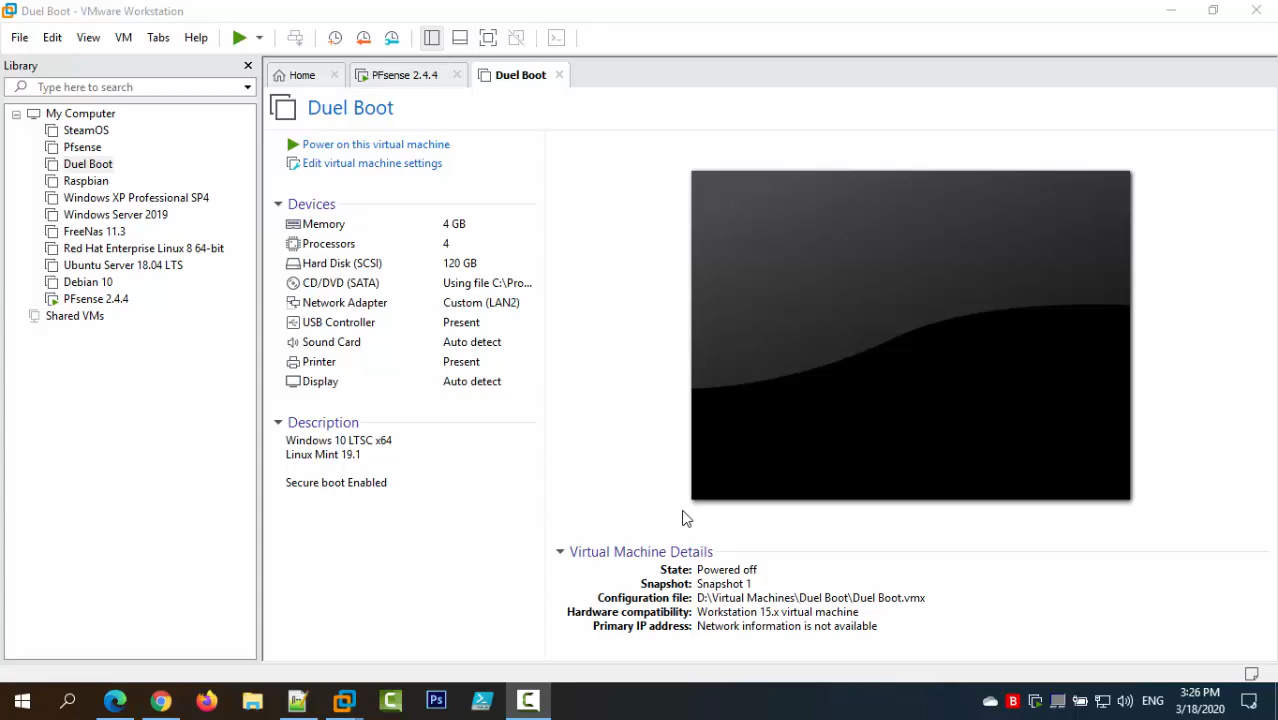 Duel Boot - VMware Workstation
File Edit View VM Tabs Help
Library
Type here to search
My Computer
SteamOS
Pfsense
Duel Boot
Raspbian
Windows XP Professional SP4
Windows Server 2019
FreeNas 11.3
Red Hat Enterprise Linux 8 64-bit
Ubuntu Server 18.04 LTS
Debian 10
PFsense 2.4.4
Shared VMs
Home PFsense 2.4.4 Duel Boot
Duel Boot
Power on this virtual machine
Edit virtual machine settings
Devices
Memory 4 GB
Processors 4
Hard Disk (SCSI) 120 GB
CD/DVD (SATA) Using file C:\Pro...
Network Adapter Custom (LAN2)
USB Controller Present
Sound Card Auto detect
Printer Present
Display Auto detect
Description
Windows 10 LTSC x64
Linux Mint 19.1
Secure boot Enabled
Virtual Machine Details
State: Powered off
Snapshot: Snapshot 1
Configuration file: D:\Virtual Machines\Duel Boot\Duel Boot.vmx
Hardware compatibility: Workstation 15.x virtual machine
Primary IP address: Network information is not available
Ps
B
ENG
3:26 PM
3/18/2020